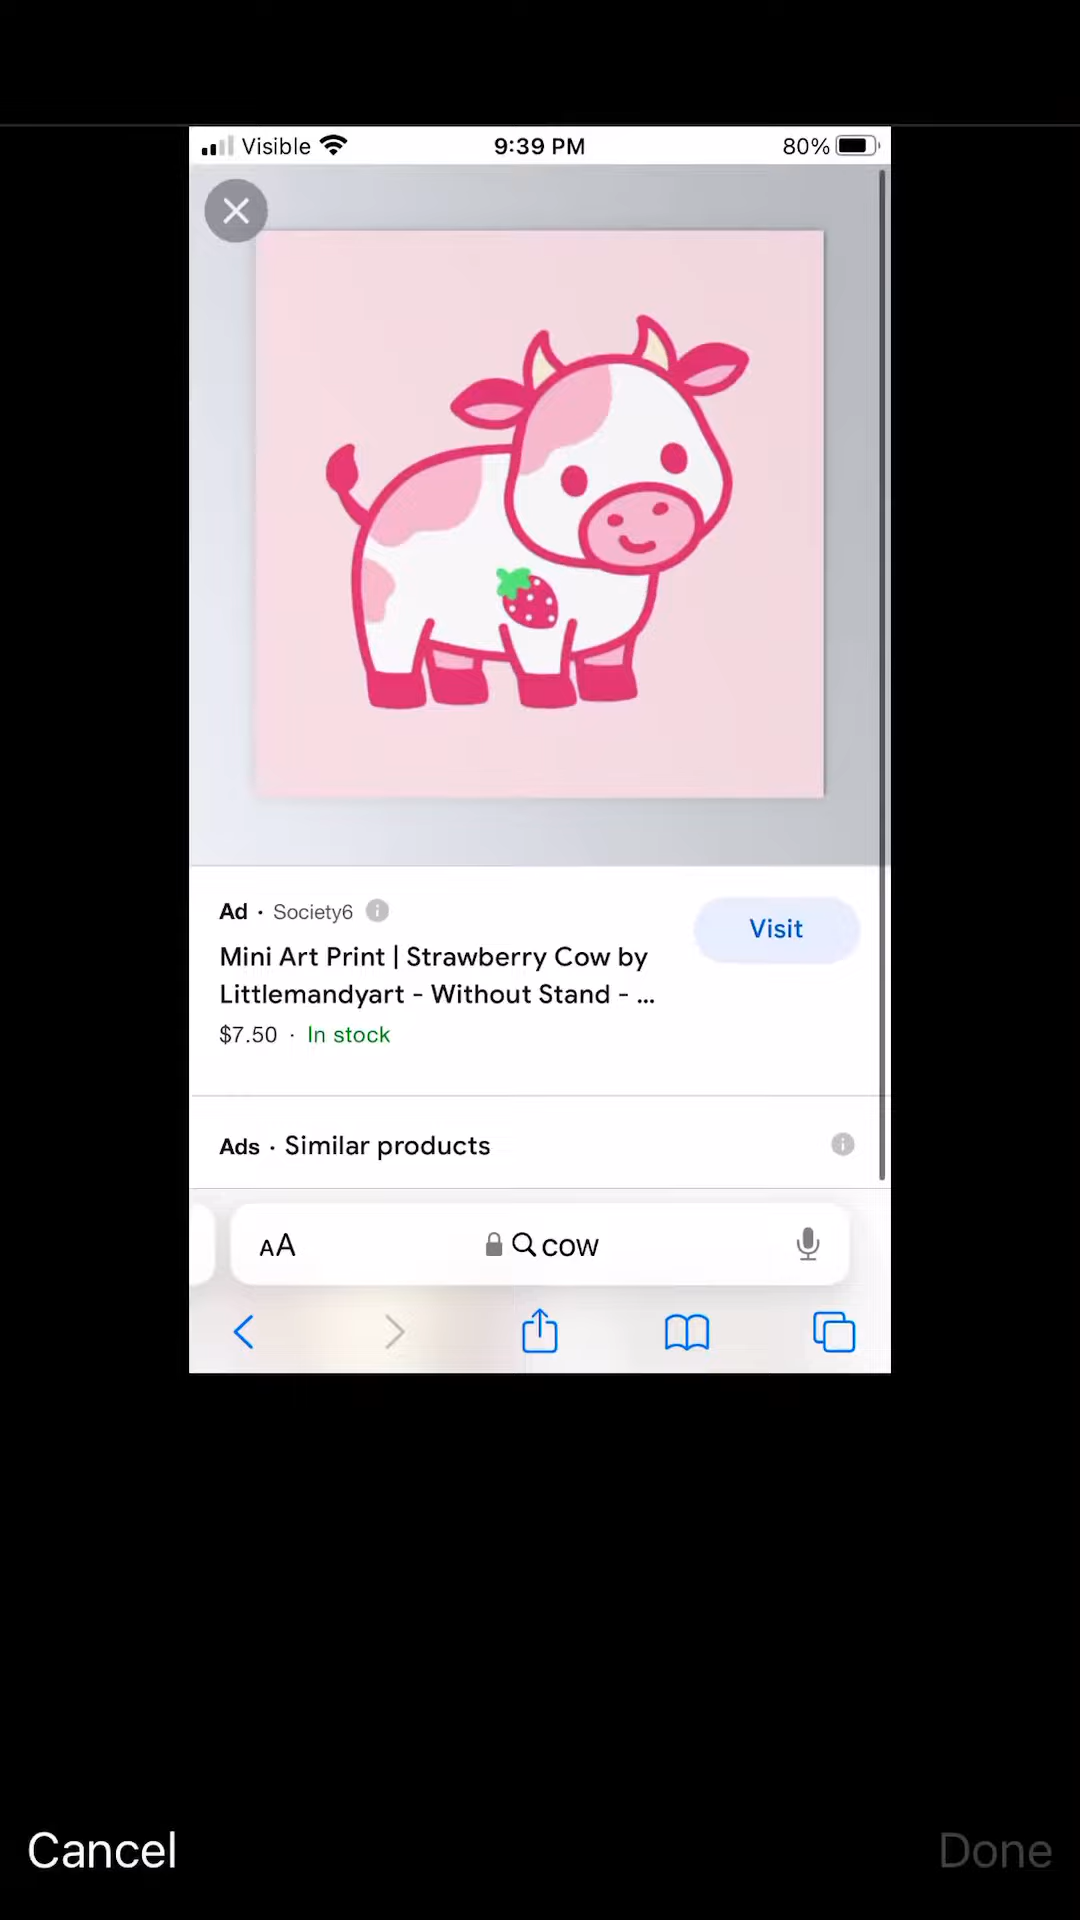 Visible 9:39 PM 80%
Ad · Society6
Visit
Mini Art Print | Strawberry Cow by
Littlemandyart - Without Stand - ...
$7.50 · In stock
Ads · Similar products
AA cow
Cancel Done